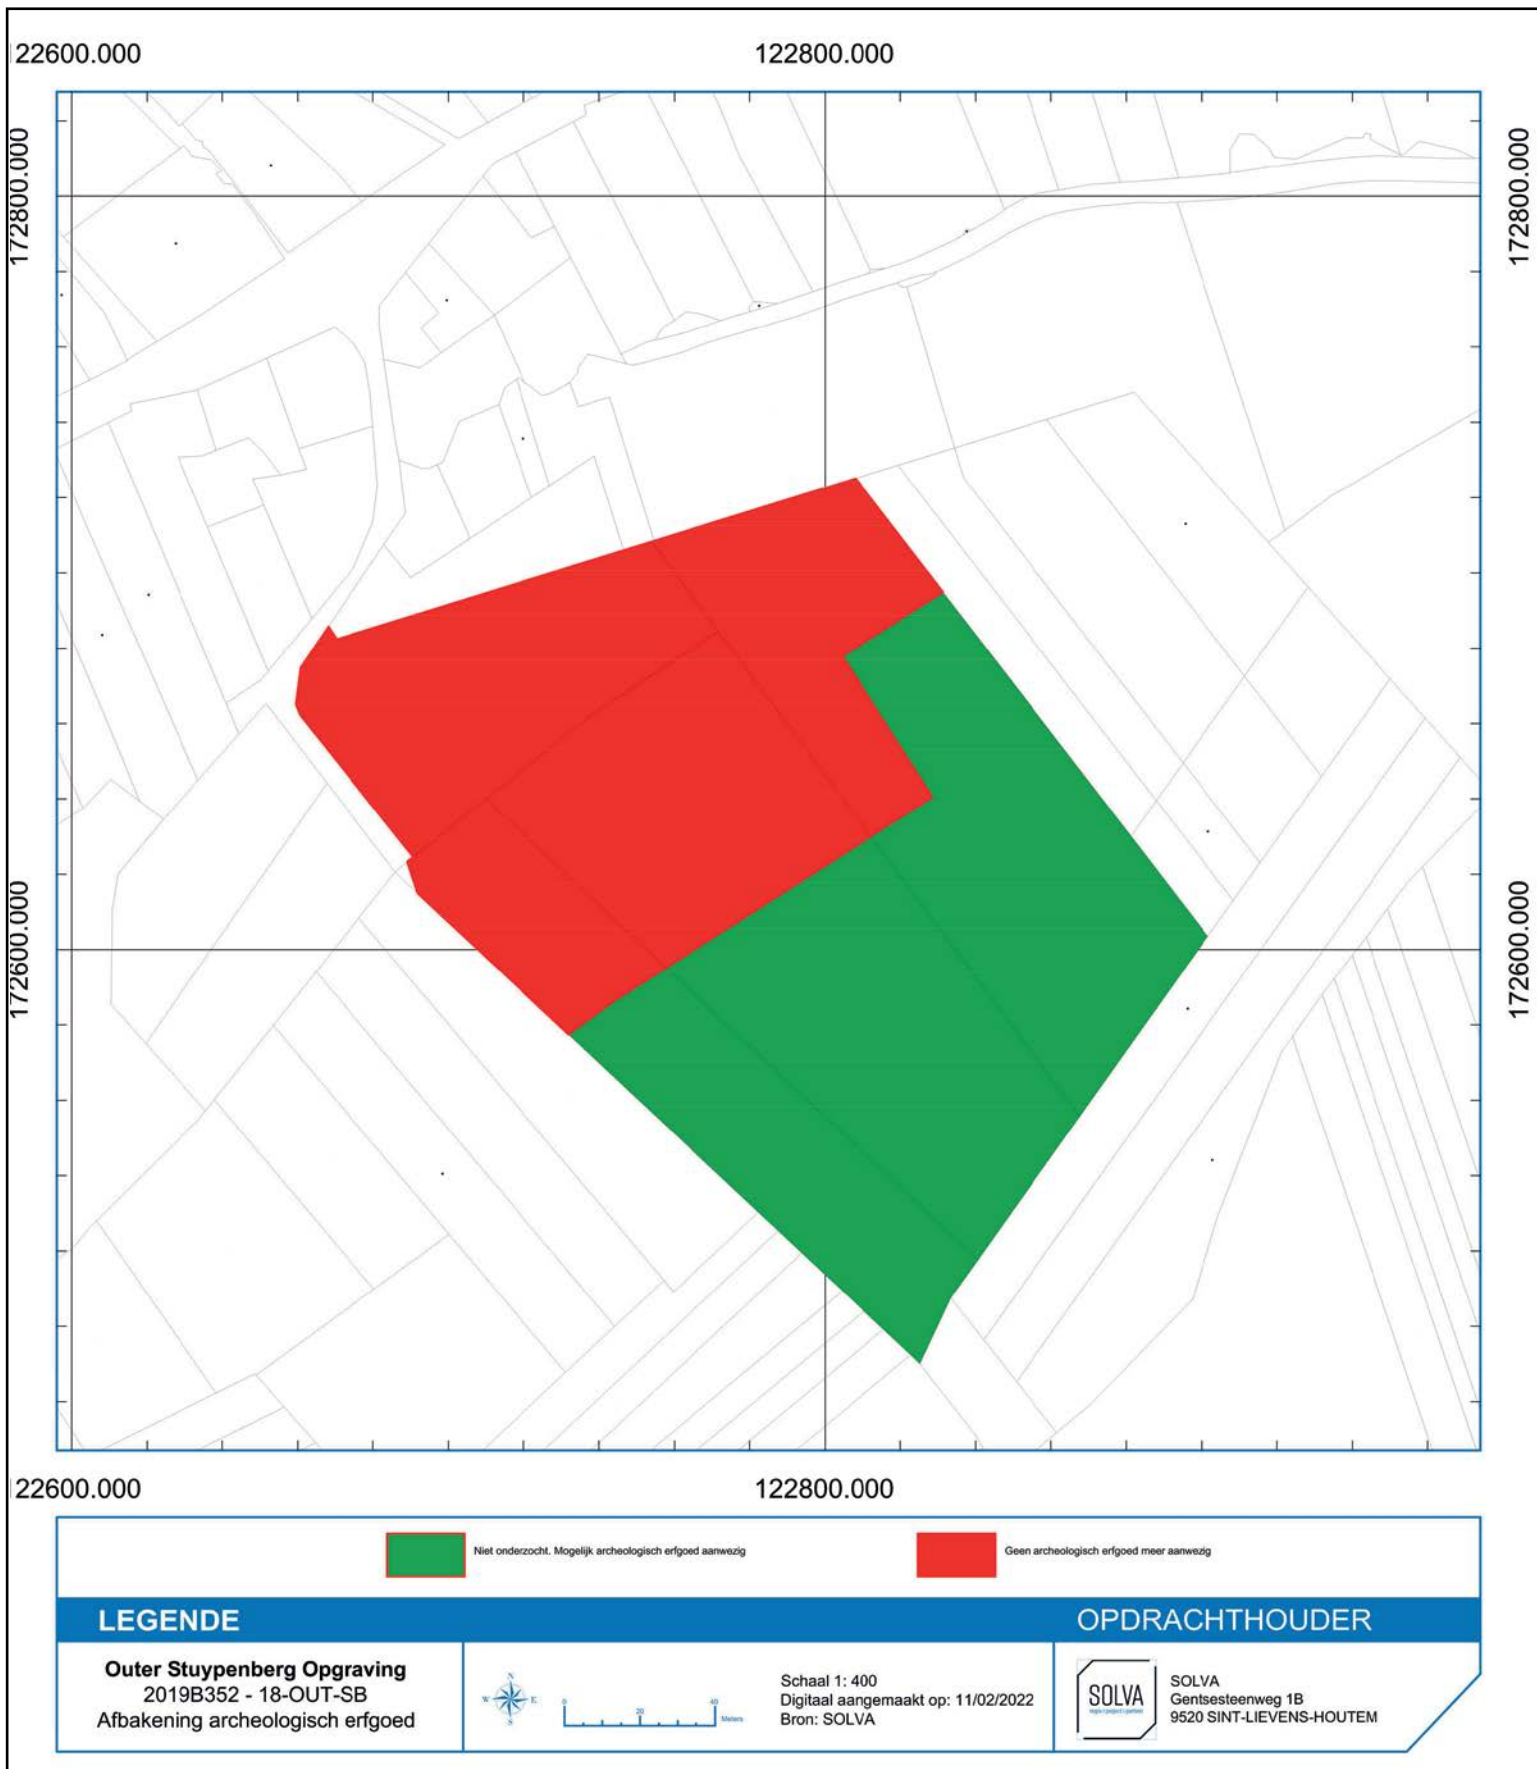 22600.000 122800.000
172800.000 172800.000
172600.000 172600.000
22600.000 122800.000
Niet onderzocht. Mogelijk archeologisch erfgoed aanwezig
Geen archeologisch erfgoed meer aanwezig
LEGENDE
OPDRACHTHOUDER
Outer Stuypenberg Opgraving
2019B352 - 18-OUT-SB
Afbakening archeologisch erfgoed
N
W E
S
0 20 40
Meters
Schaal 1: 400
Digitaal aangemaakt op: 11/02/2022
Bron: SOLVA
SOLVA
SOLVA
Gentsesteenweg 1B
9520 SINT-LIEVENS-HOUTEM